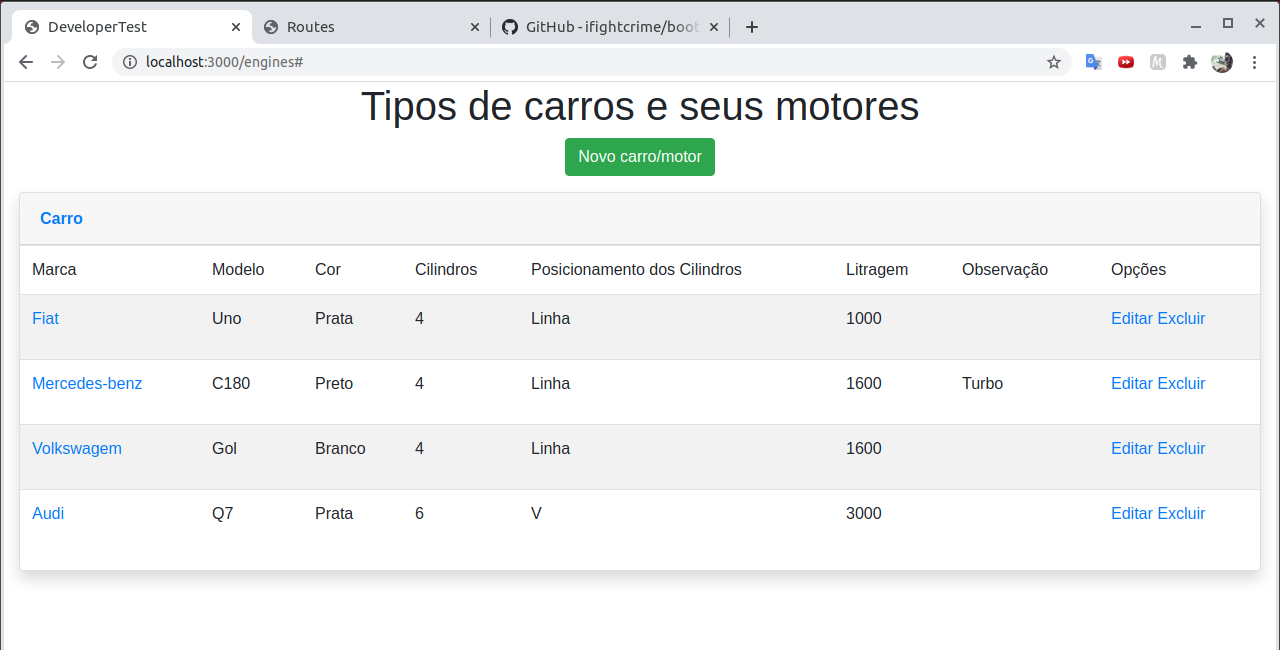 DeveloperTest
Routes
GitHub - ifightcrime/boot
localhost:3000/engines#
Tipos de carros e seus motores
Novo carro/motor
Carro
Marca Modelo Cor Cilindros Posicionamento dos Cilindros Litragem Observação Opções
Fiat Uno Prata 4 Linha 1000 Editar Excluir
Mercedes-benz C180 Preto 4 Linha 1600 Turbo Editar Excluir
Volkswagem Gol Branco 4 Linha 1600 Editar Excluir
Audi Q7 Prata 6 V 3000 Editar Excluir